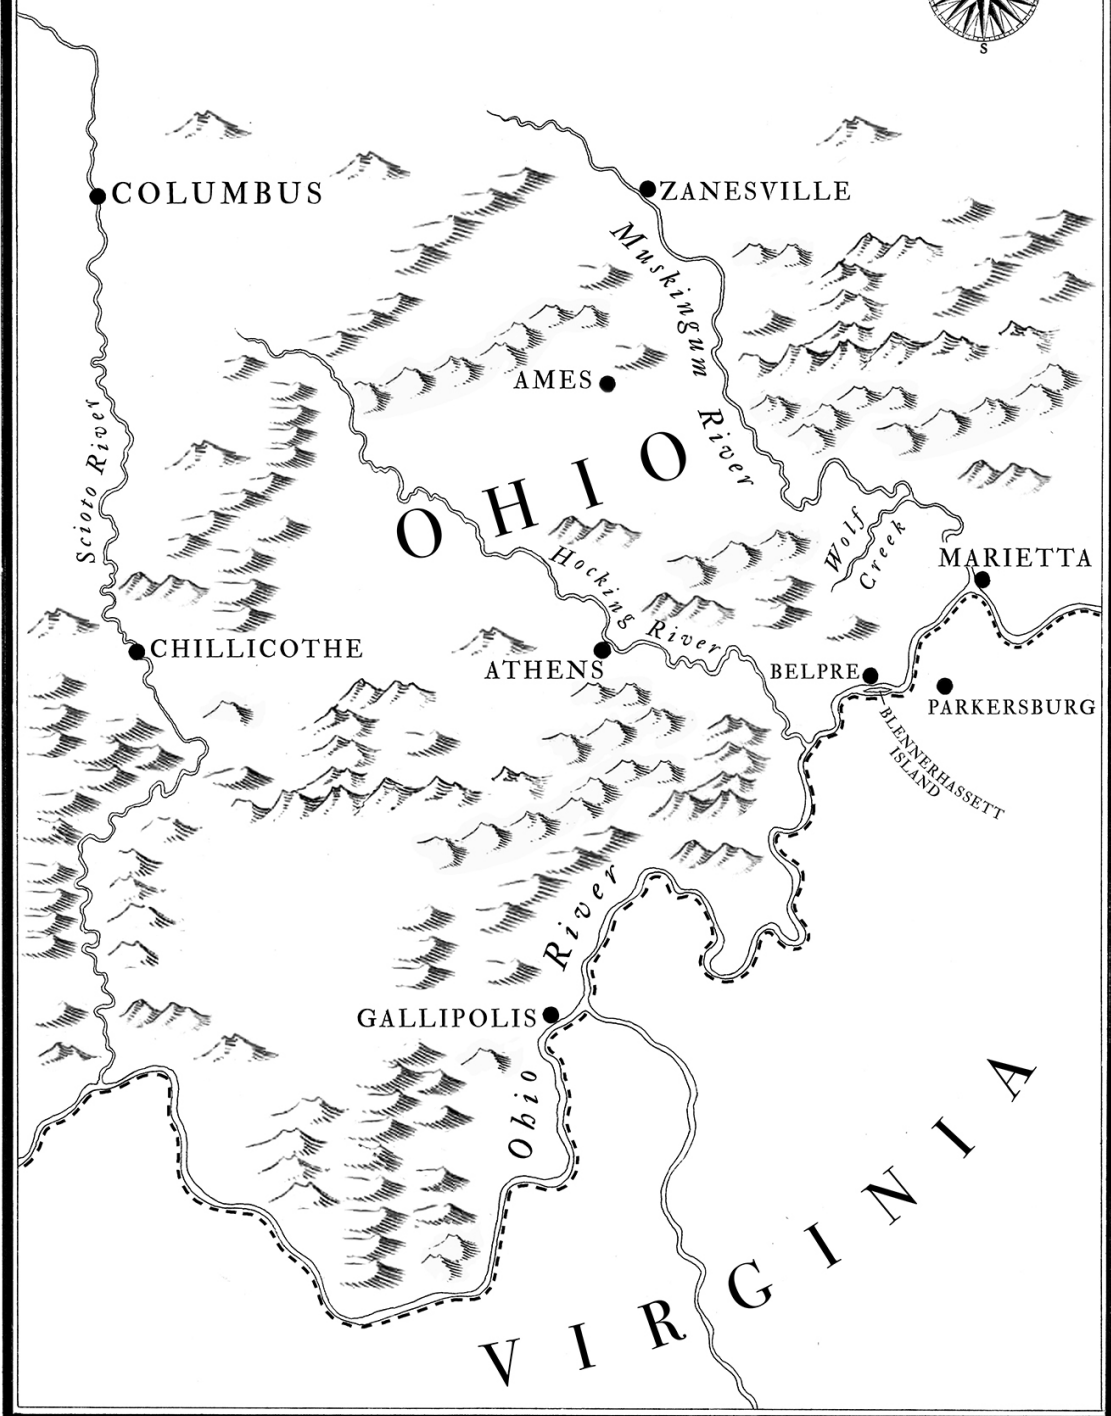 S
COLUMBUS
ZANESVILLE
Muskingum River
AMES
Scioto River
OHIO
Wolf
Creek
Hocking River
MARIETTA
CHILLICOTHE
ATHENS
BELPRE
PARKERSBURG
BLENNERHASSETT
ISLAND
GALLIPOLIS
Ohio River
VIRGINIA